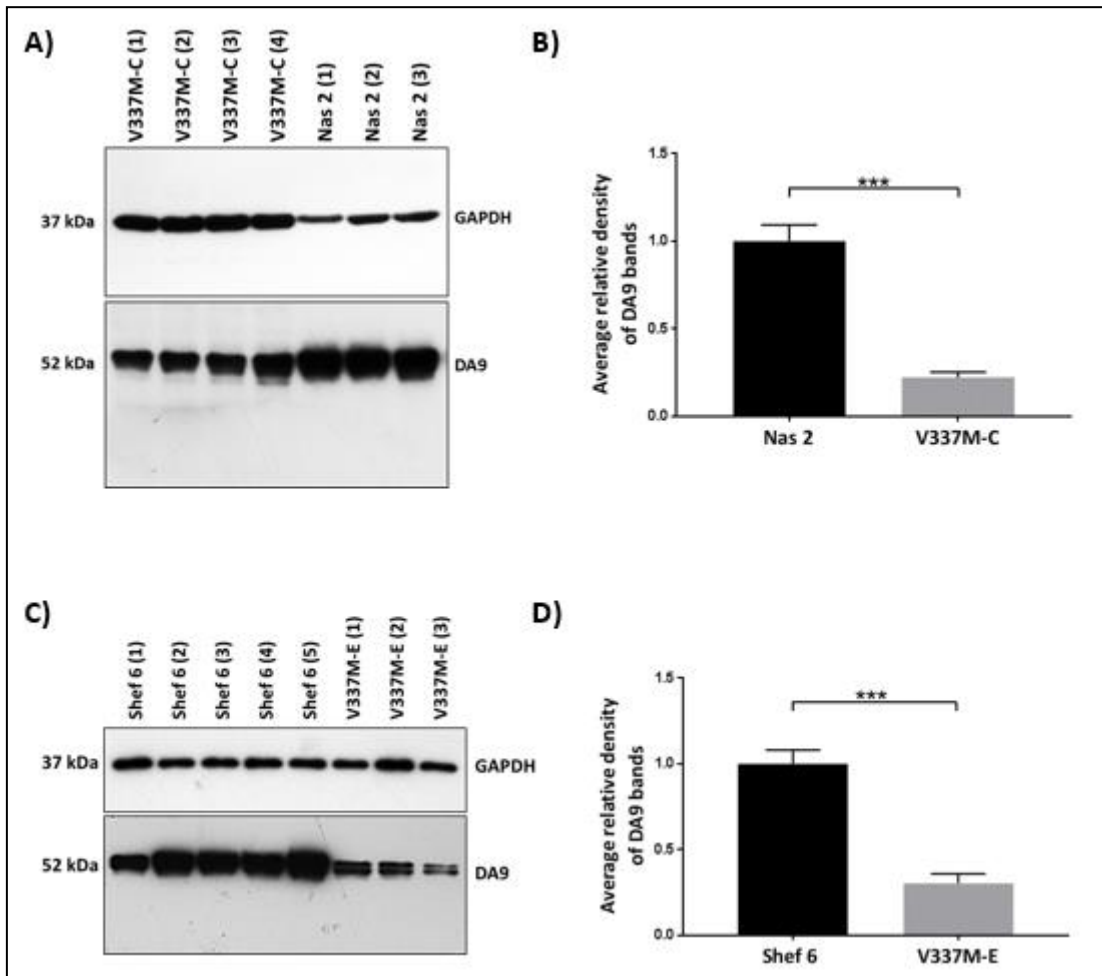 A)
V337M-C (1)
V337M-C (2)
V337M-C (3)
V337M-C (4)
Nas 2 (1)
Nas 2 (2)
Nas 2 (3)
37 kDa
GAPDH
52 kDa
DA9
B)
Average relative density
of DA9 bands
1.5
1.0
0.5
0.0
***
Nas 2
V337M-C
C)
Shef 6 (1)
Shef 6 (2)
Shef 6 (3)
Shef 6 (4)
Shef 6 (5)
V337M-E (1)
V337M-E (2)
V337M-E (3)
37 kDa
GAPDH
52 kDa
DA9
D)
Average relative density
of DA9 bands
1.5
1.0
0.5
0.0
***
Shef 6
V337M-E